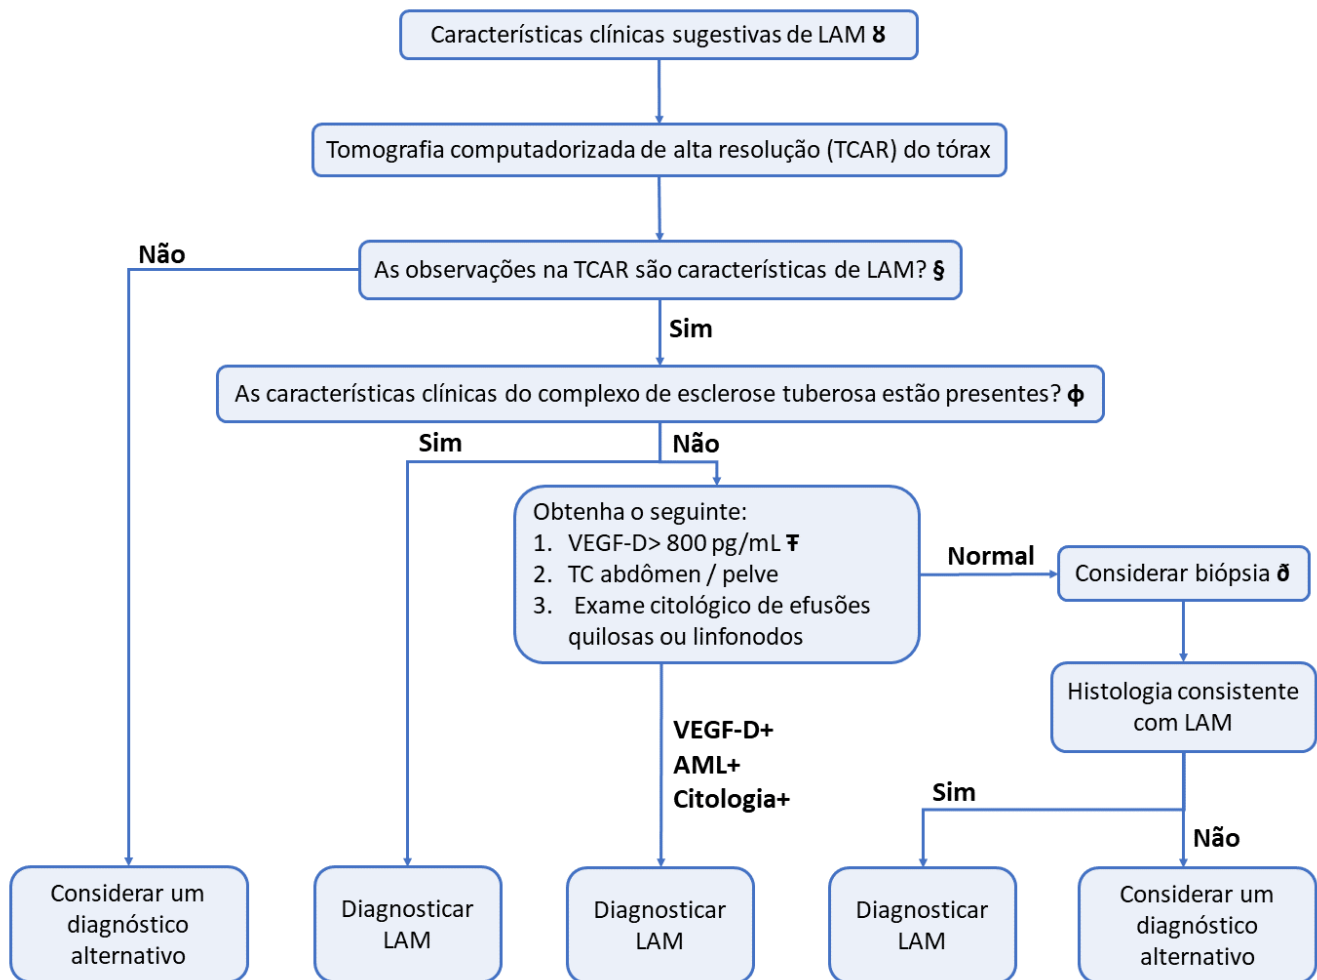 Características clínicas sugestivas de LAM Ȣ
Tomografia computadorizada de alta resolução (TCAR) do tórax
Não
As observações na TCAR são características de LAM? §
Sim
As características clínicas do complexo de esclerose tuberosa estão presentes? ф
Sim
Não
Obtenha o seguinte:
1. VEGF-D> 800 pg/mL Ŧ
2. TC abdômen / pelve
3. Exame citológico de efusões
quilosas ou linfonodos
Normal
Considerar biópsia ð
Histologia consistente
com LAM
VEGF-D+
AML+
Citologia+
Sim
Não
Considerar um
diagnóstico
alternativo
Diagnosticar
LAM
Diagnosticar
LAM
Diagnosticar
LAM
Considerar um
diagnóstico
alternativo